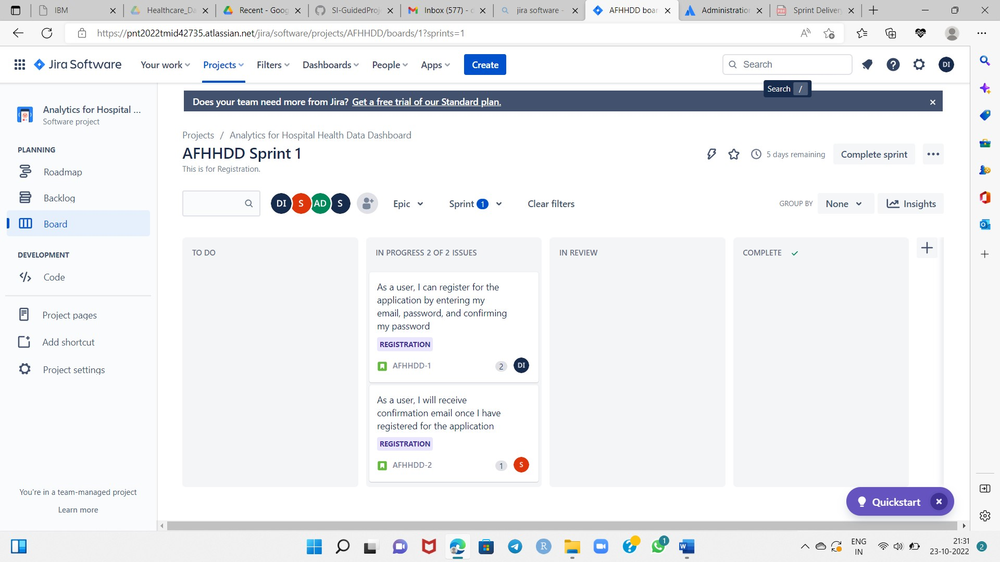 IBM
Healthcare_Da
Recent - Goog
SI-GuidedProj
Inbox (577) - d
jira software -
AFHHDD boar
Administration
Sprint Delivery
https://pnt2022tmid42735.atlassian.net/jira/software/projects/AFHHDD/boards/1?sprints=1
Jira Software
Your work
Projects
Filters
Dashboards
People
Apps
Create
Search
DI
Search /
Does your team need more from Jira? Get a free trial of our Standard plan.
Analytics for Hospital ...
Software project
PLANNING
Roadmap
Backlog
Board
DEVELOPMENT
Code
Project pages
Add shortcut
Project settings
You're in a team-managed project
Learn more
Projects / Analytics for Hospital Health Data Dashboard
AFHHDD Sprint 1
This is for Registration.
5 days remaining
Complete sprint
DI S AD S
Epic
Sprint 1
Clear filters
GROUP BY
None
Insights
TO DO
IN PROGRESS 2 OF 2 ISSUES
As a user, I can register for the
application by entering my
email, password, and confirming
my password
REGISTRATION
AFHHDD-1 2 DI
As a user, I will receive
confirmation email once I have
registered for the application
REGISTRATION
AFHHDD-2 1 S
IN REVIEW
COMPLETE
Quickstart
R
1
W
ENG
IN
21:31
23-10-2022
2